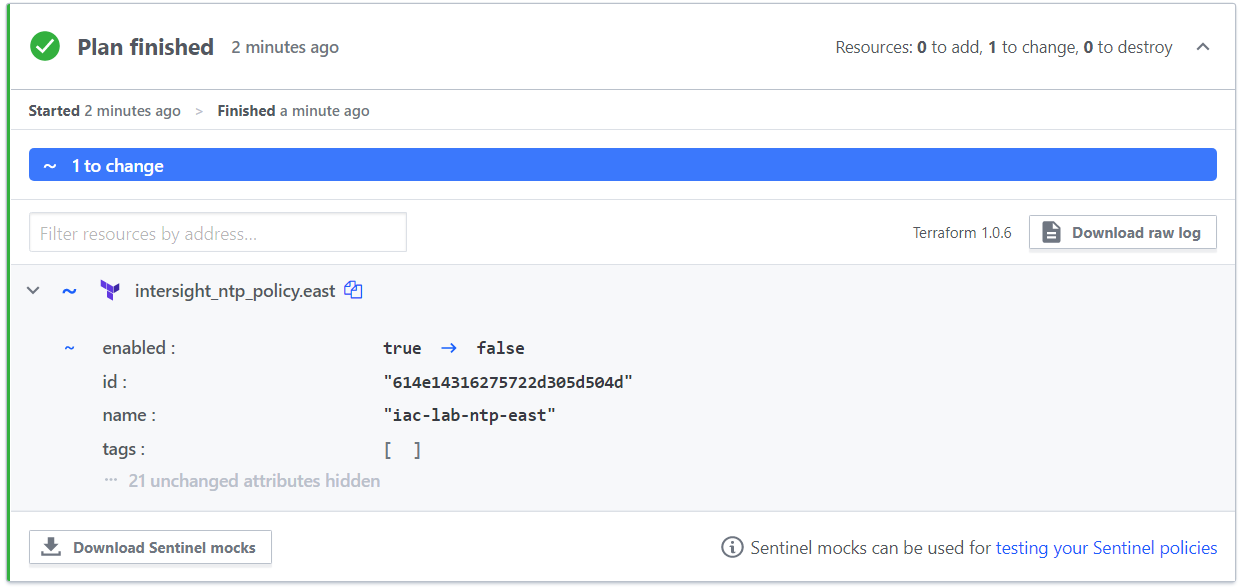 Plan finished 2 minutes ago Resources: 0 to add, 1 to change, 0 to destroy
Started 2 minutes ago > Finished a minute ago
~ 1 to change
Filter resources by address... Terraform 1.0.6 Download raw log
~ intersight_ntp_policy.east
~ enabled : true → false
id : "614e14316275722d305d504d"
name : "iac-lab-ntp-east"
tags : [ ]
... 21 unchanged attributes hidden
Download Sentinel mocks Sentinel mocks can be used for testing your Sentinel policies